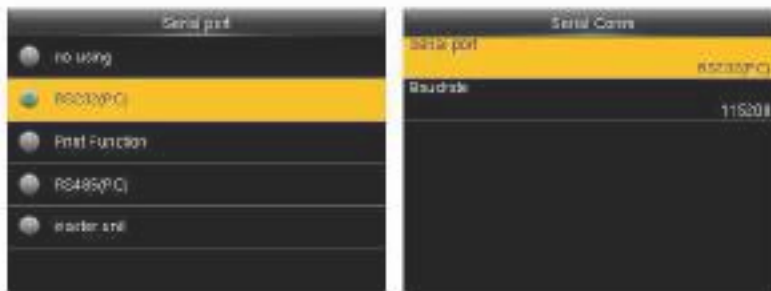 Serial port
no using
RS232(PC)
Print Function
RS485(PC)
master unit
Serial Comm
Serial port
RS232(PC)
Baudrate
115200